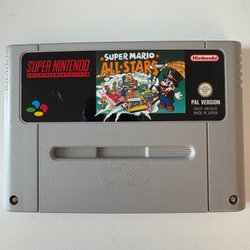 SUPER NINTENDO
ENTERTAINMENT SYSTEM
SUPER MARIO
ALL-STARS
Nintendo
PAL VERSION
MADE IN JAPAN